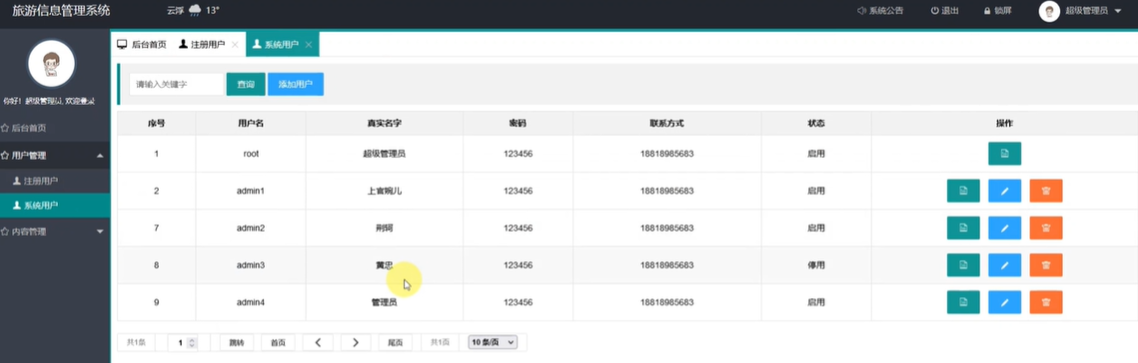 旅游信息管理系统 云浮 13° 系统公告 退出 锁屏 超级管理员
你好！超级管理员, 欢迎登录
后台首页
用户管理
注册用户
系统用户
内容管理
后台首页 注册用户 系统用户
请输入关键字 查询 添加用户
序号 用户名 真实名字 密码 联系方式 状态 操作
1 root 超级管理员 123456 18818985683 启用
2 admin1 上官婉儿 123456 18818985683 启用
7 admin2 荆轲 123456 18818985683 启用
8 admin3 黄忠 123456 18818985683 停用
9 admin4 管理员 123456 18818985683 启用
共1条 1 跳转 首页 尾页 共1页 10 条/页